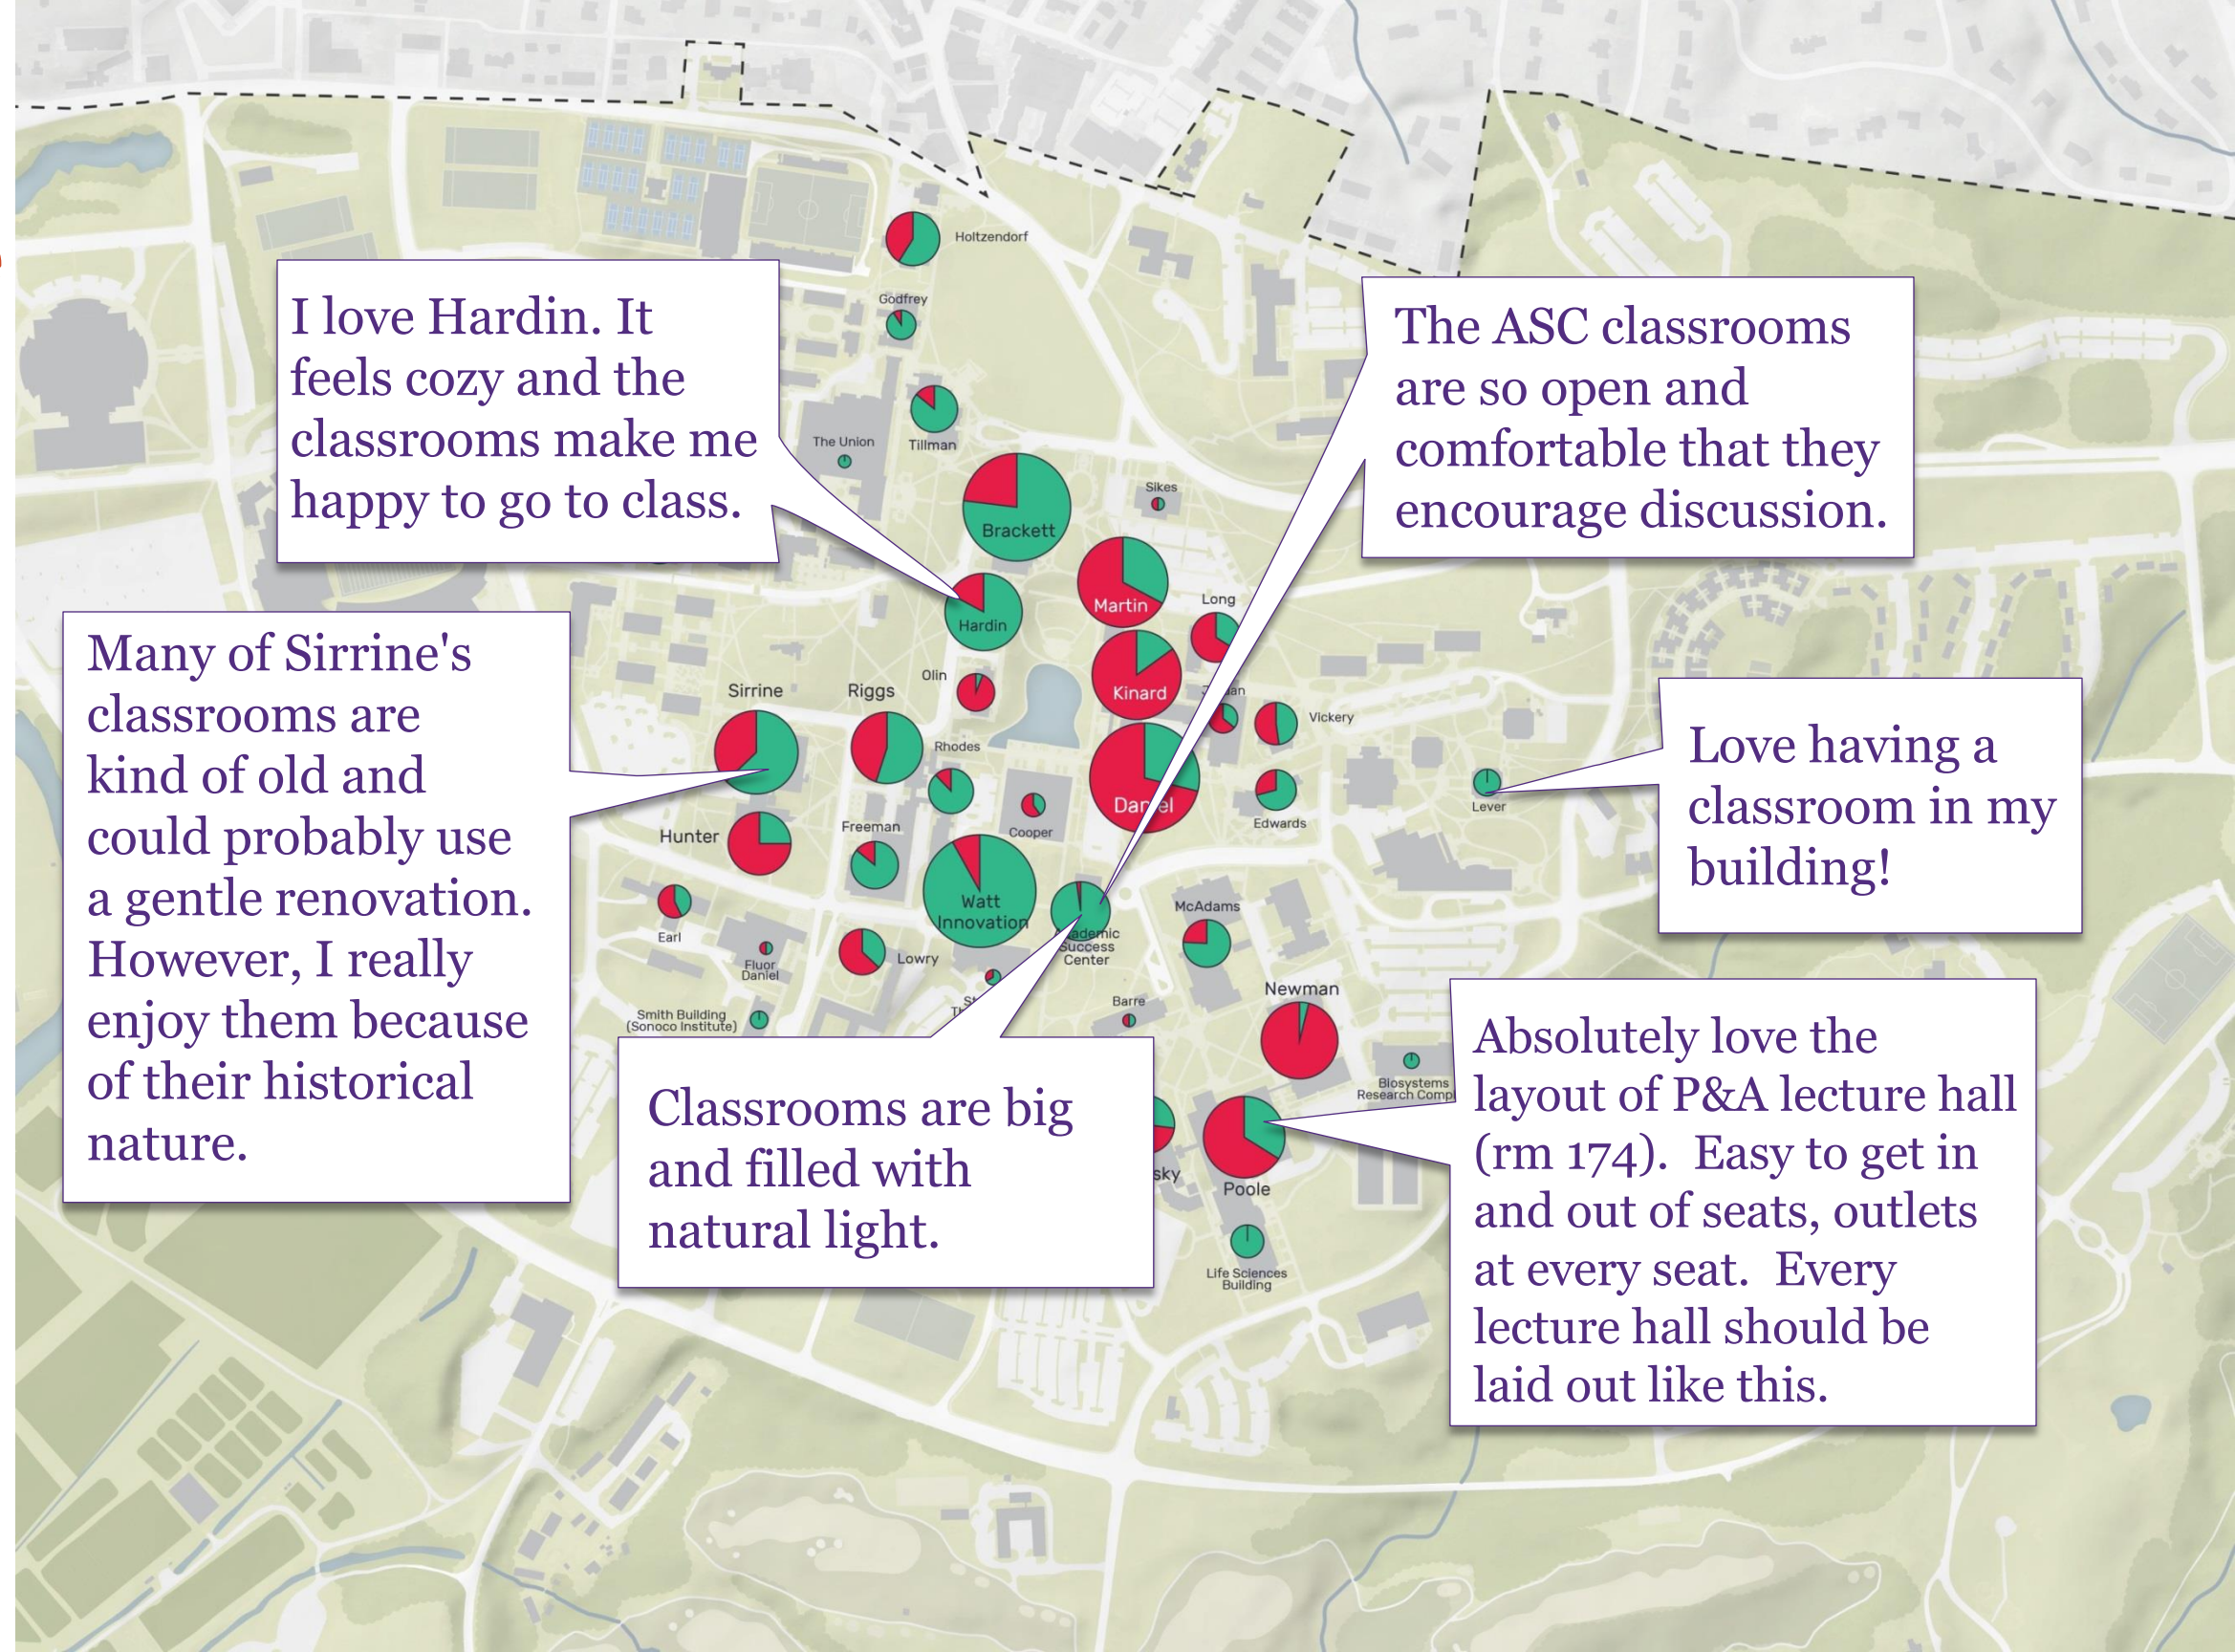 Holtzendorf
I love Hardin. It
feels cozy and the
classrooms make me
happy to go to class.
Godfrey
The ASC classrooms
are so open and
comfortable that they
encourage discussion.
The Union
Tillman
Sikes
Brackett
Martin
Long
Hardin
Many of Sirrine's
classrooms are
kind of old and
could probably use
a gentle renovation.
However, I really
enjoy them because
of their historical
nature.
Olin
Sirrine
Riggs
Kinard
Vickery
Rhodes
Love having a
classroom in my
building!
Daniel
Lever
Edwards
Cooper
Hunter
Freeman
Watt
Innovation
McAdams
Earl
Academic
Success
Center
Lowry
Fluor
Daniel
Newman
Barre
Smith Building
(Sonoco Institute)
Absolutely love the
layout of P&A lecture hall
(rm 174). Easy to get in
and out of seats, outlets
at every seat. Every
lecture hall should be
laid out like this.
Biosystems
Research Compl
Classrooms are big
and filled with
natural light.
sky
Poole
Life Sciences
Building